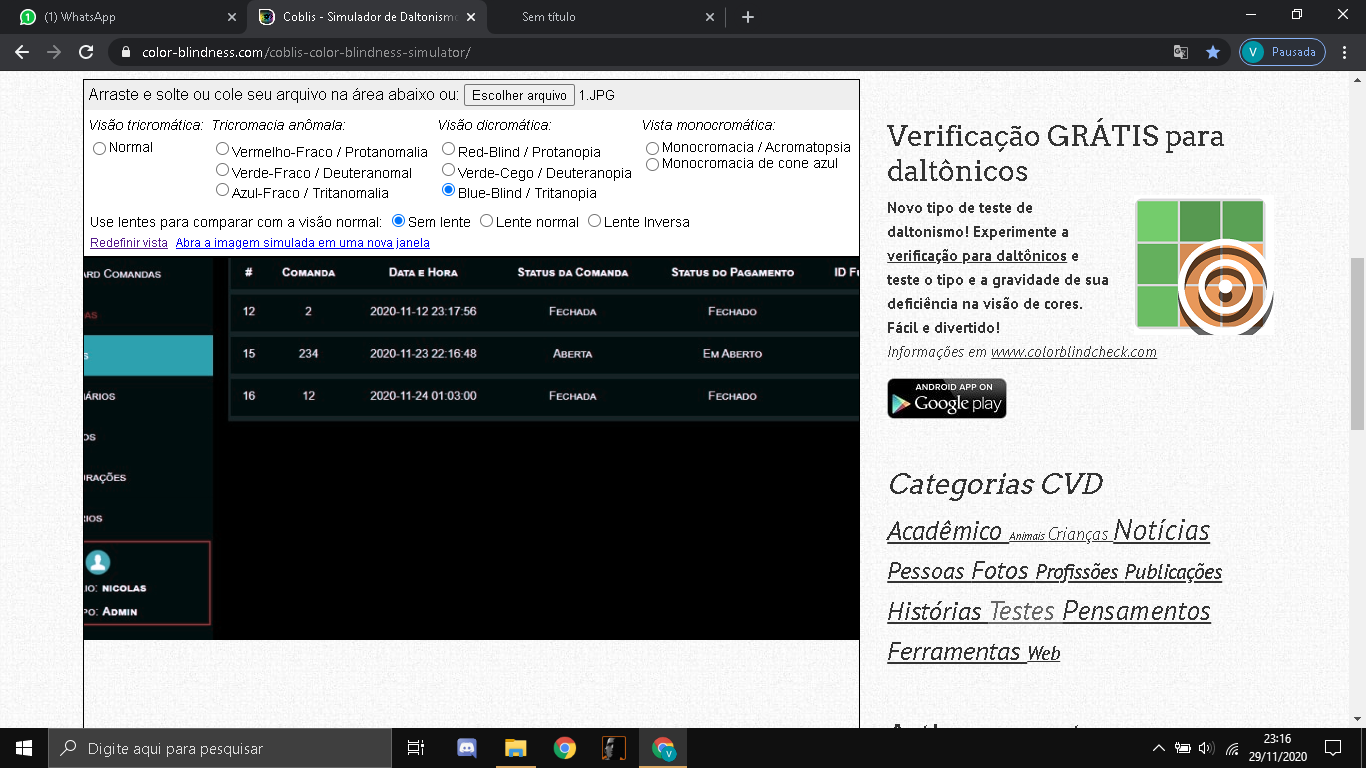 (1) WhatsApp
Coblis - Simulador de Daltonismo
Sem título
color-blindness.com/coblis-color-blindness-simulator/
V Pausada
Arraste e solte ou cole seu arquivo na área abaixo ou: Escolher arquivo 1.JPG
Visão tricromática: Tricromacia anômala: Visão dicromática: Vista monocromática:
Normal Vermelho-Fraco / Protanomalia Red-Blind / Protanopia Monocromacia / Acromatopsia
Verde-Fraco / Deuteranomal Verde-Cego / Deuteranopia Monocromacia de cone azul
Azul-Fraco / Tritanomalia Blue-Blind / Tritanopia
Use lentes para comparar com a visão normal: Sem lente Lente normal Lente Inversa
Redefinir vista Abra a imagem simulada em uma nova janela
ARD COMANDAS
AS
S
ÁRIOS
OS
URAÇÕES
RIOS
IO: NICOLAS
PO: ADMIN
# COMANDA DATA E HORA STATUS DA COMANDA STATUS DO PAGAMENTO ID FU
12 2 2020-11-12 23:17:56 FECHADA FECHADO
15 234 2020-11-23 22:16:48 ABERTA EM ABERTO
16 12 2020-11-24 01:03:00 FECHADA FECHADO
Verificação GRÁTIS para
daltônicos
Novo tipo de teste de
daltonismo! Experimente a
verificação para daltônicos e
teste o tipo e a gravidade de sua
deficiência na visão de cores.
Fácil e divertido!
Informações em www.colorblindcheck.com
ANDROID APP ON
Google play
Categorias CVD
Acadêmico Animais Crianças Notícias
Pessoas Fotos Profissões Publicações
Histórias Testes Pensamentos
Ferramentas Web
Digite aqui para pesquisar
V
23:16
29/11/2020